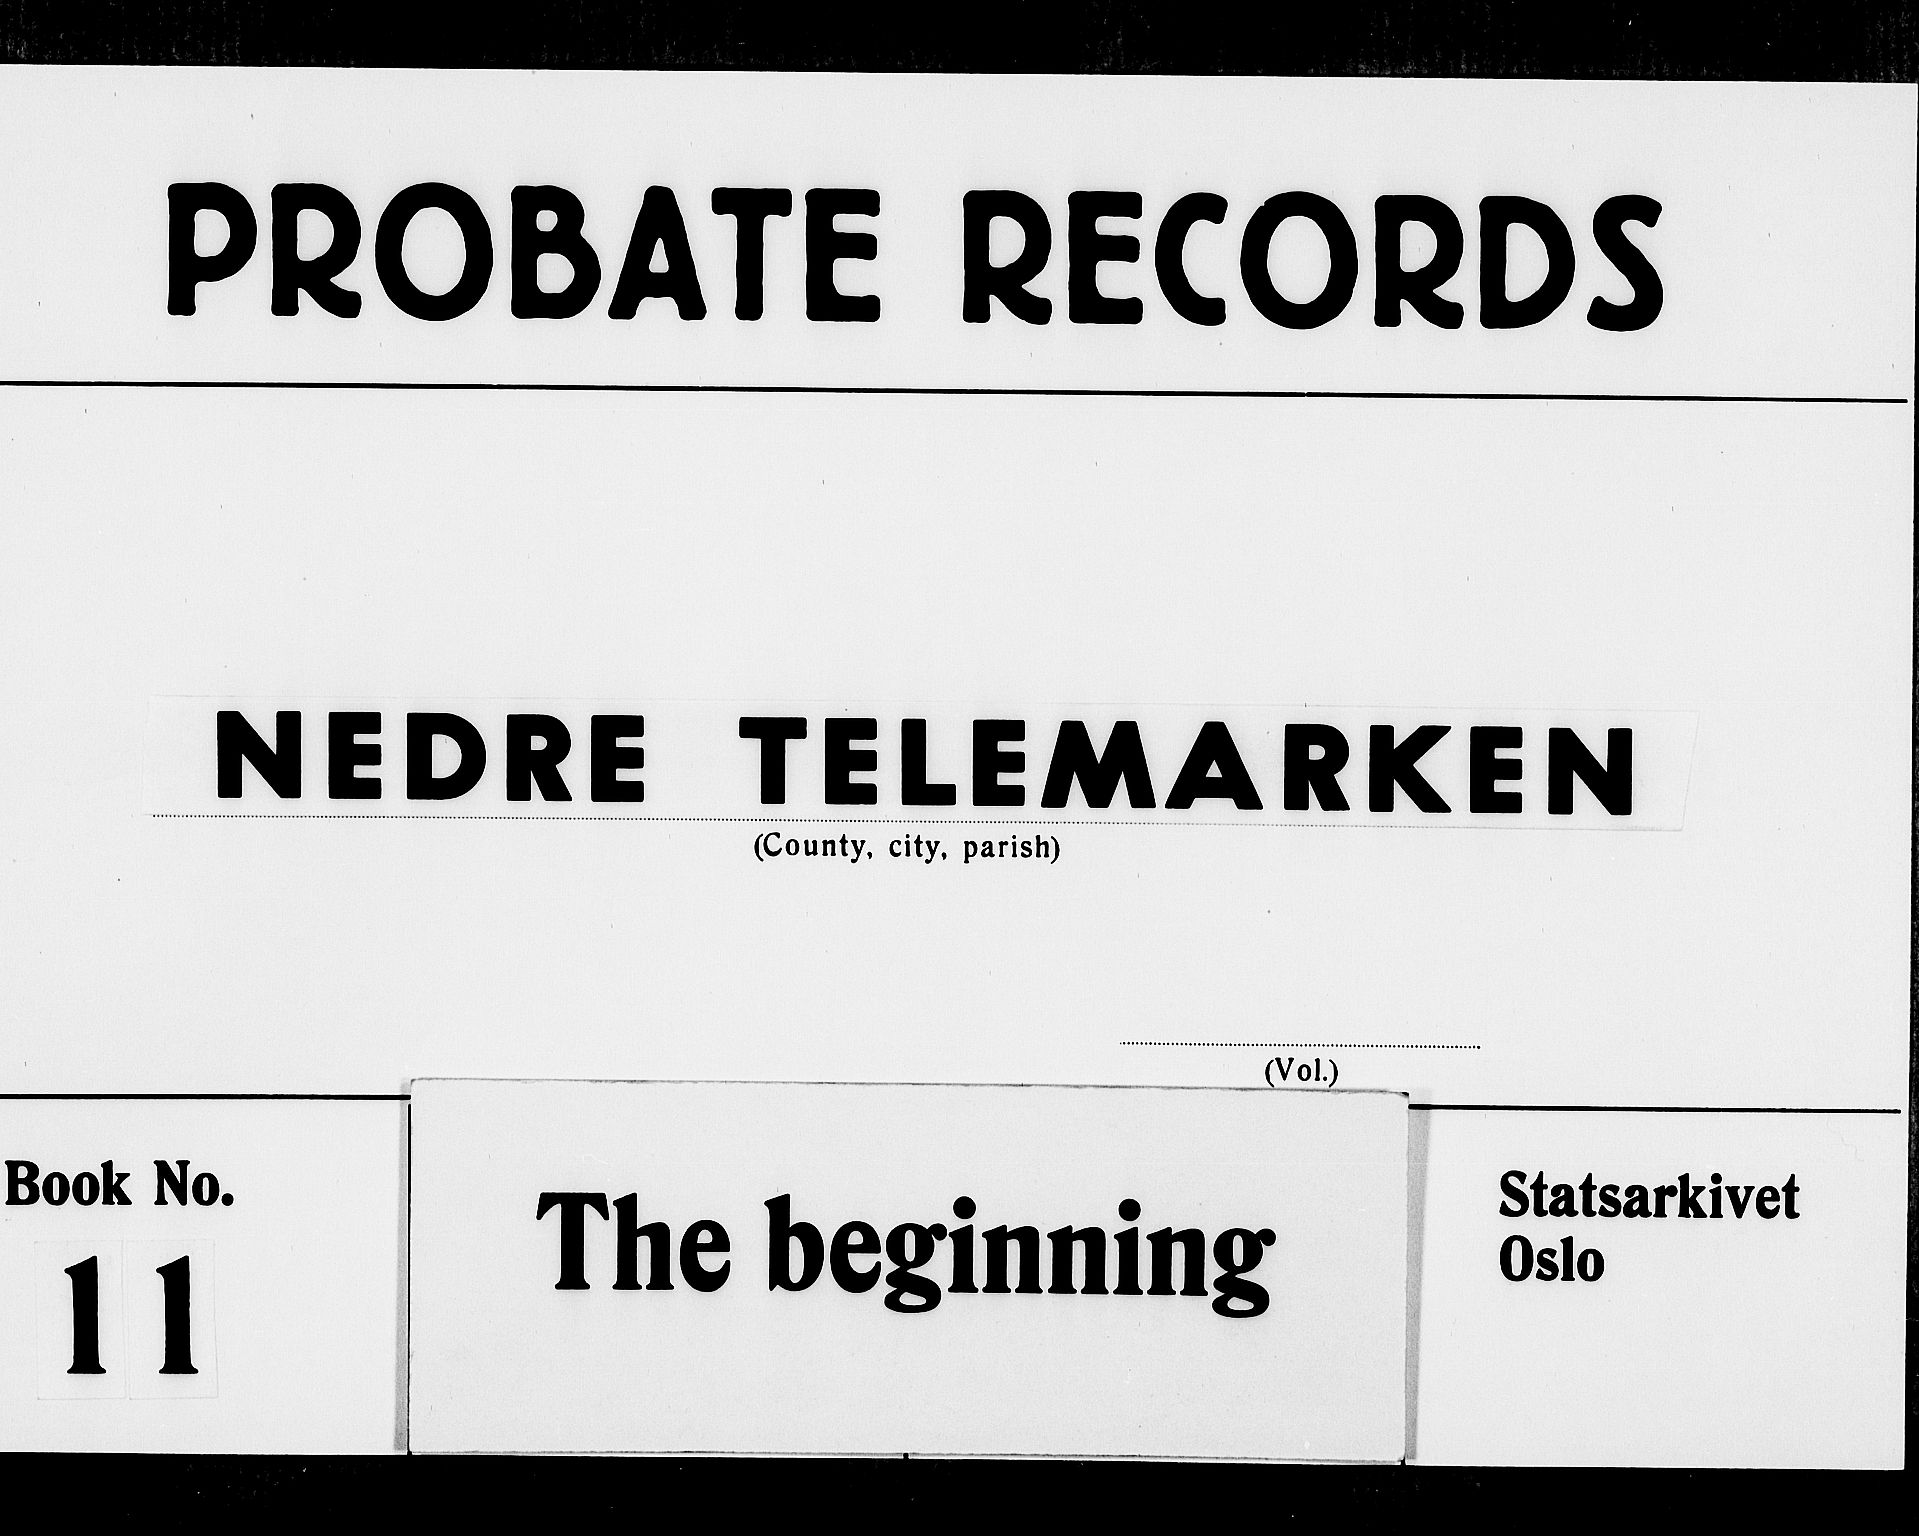 PROBATE RECORDS
NEDRE TELEMARKEN
(County, city, parish)
(Vol.)
Book No.
11
The beginning
Statsarkivet
Oslo